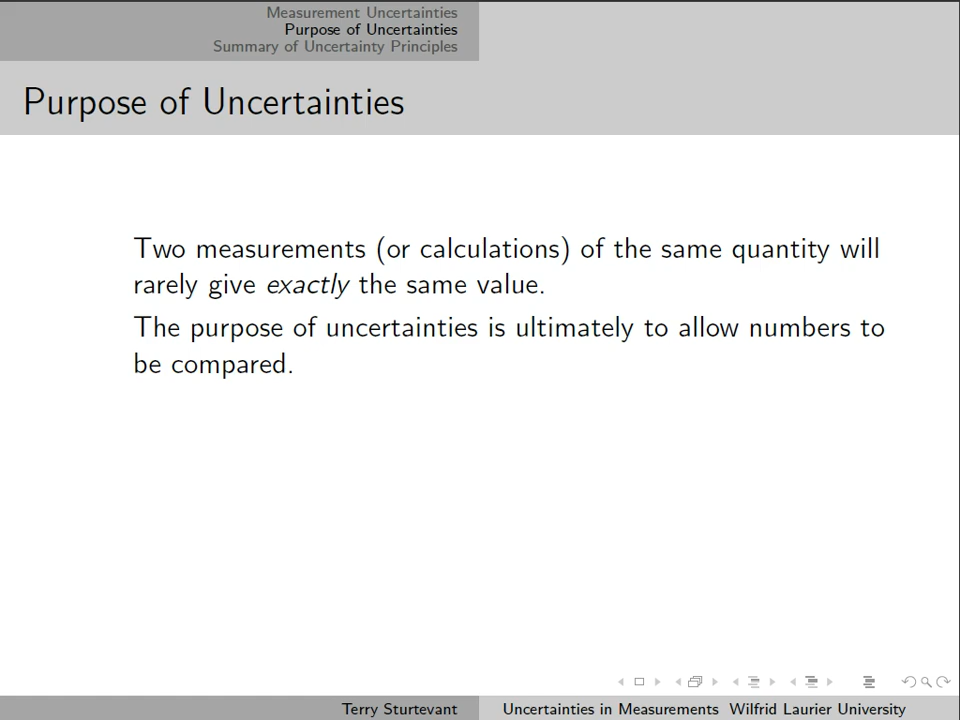 Measurement Uncertainties
Purpose of Uncertainties
Summary of Uncertainty Principles
Purpose of Uncertainties
Two measurements (or calculations) of the same quantity will
rarely give exactly the same value.
The purpose of uncertainties is ultimately to allow numbers to
be compared.
Terry Sturtevant
Uncertainties in Measurements Wilfrid Laurier University